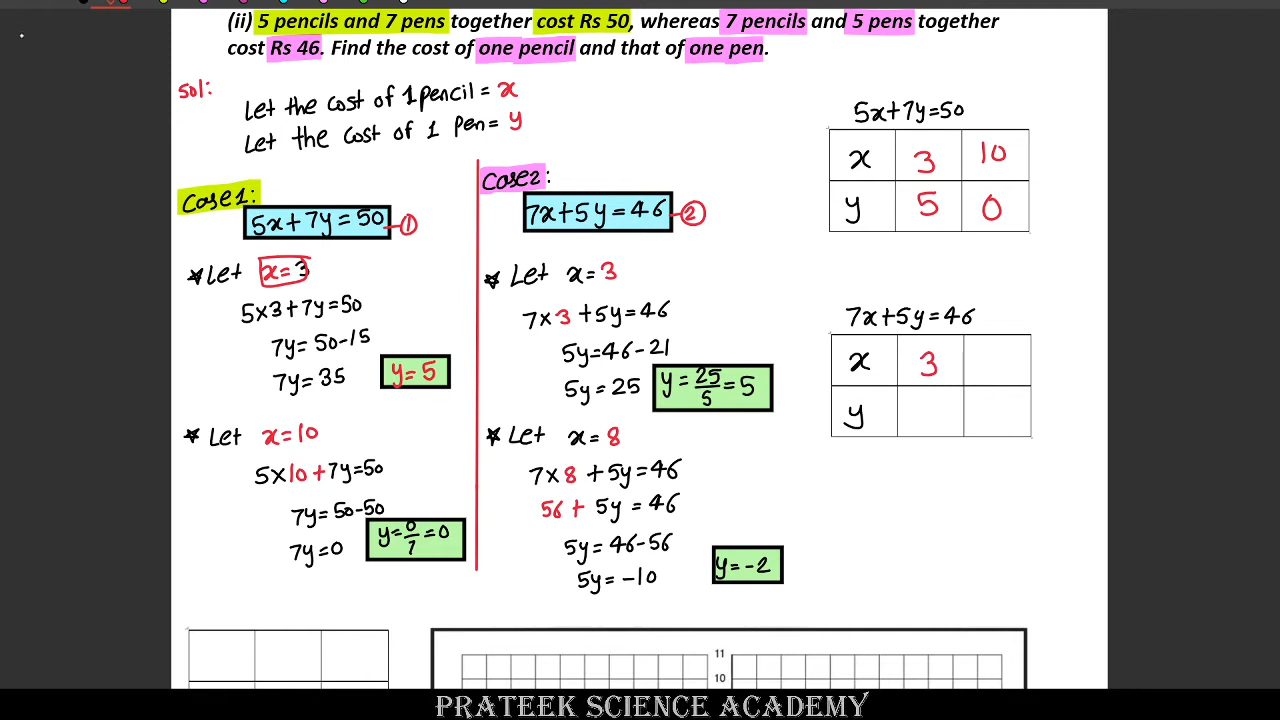 (ii) 5 pencils and 7 pens together cost Rs 50, whereas 7 pencils and 5 pens together
cost Rs 46. Find the cost of one pencil and that of one pen.
Sol:
Let the cost of 1 pencil = x
Let the cost of 1 pen = y
Case1:
5x+7y=50 ①
*Let x=3
5x3+7y=50
7y=50-15
7y=35
y=5
*Let x=10
5x10+7y=50
7y=50-50
7y=0
y=0/7=0
Case2:
7x+5y=46 ②
*Let x=3
7x3+5y=46
5y=46-21
5y=25
y=25/5=5
*Let x=8
7x8+5y=46
56+5y=46
5y=46-56
5y=-10
y=-2
5x+7y=50
x 3 10
y 5 0
7x+5y=46
x 3
y
11
10
PRATEEK SCIENCE ACADEMY